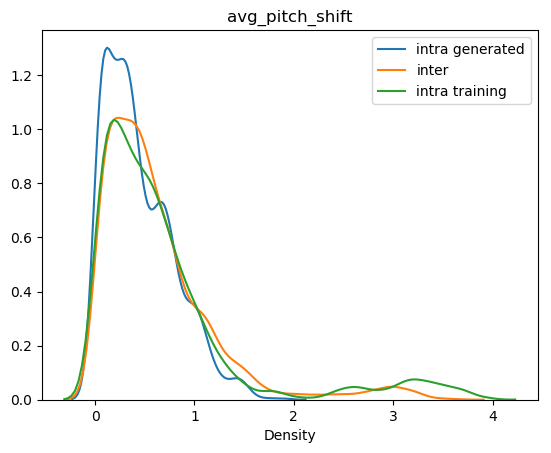 avg_pitch_shift
intra generated
inter
intra training
1.2
1.0
0.8
0.6
0.4
0.2
0.0
0 1 2 3 4
Density